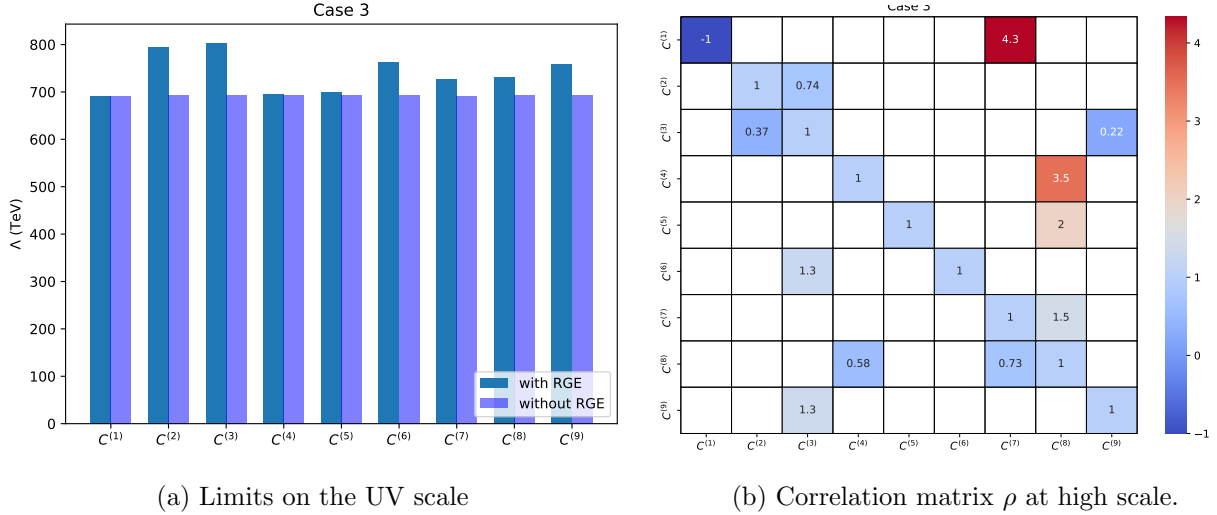 Case 3
800
700
600
500
400
300
200
100
0
Λ (TeV)
with RGE
without RGE
C(1) C(2) C(3) C(4) C(5) C(6) C(7) C(8) C(9)
(a) Limits on the UV scale
Case 3
C(1) -1 4.3
C(2) 1 0.74
C(3) 0.37 1 0.22
C(4) 1 3.5
C(5) 1 2
C(6) 1.3 1
C(7) 1 1.5
C(8) 0.58 0.73 1
C(9) 1.3 1
C(1) C(2) C(3) C(4) C(5) C(6) C(7) C(8) C(9)
4
3
2
1
0
−1
(b) Correlation matrix ρ at high scale.